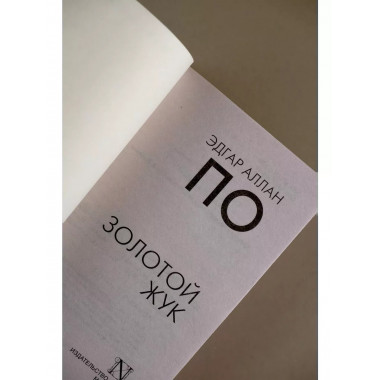 ЭДГАР АЛЛАН
ПО
ЗОЛОТОЙ
ЖУК
ИЗДАТЕЛЬСТВО